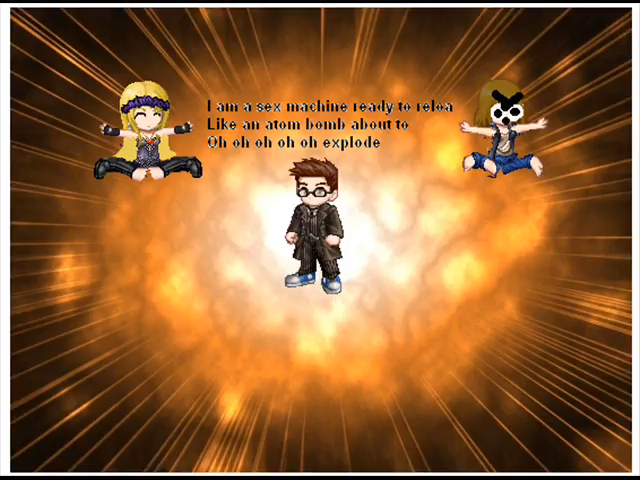 I am a sex machine ready to reloa
Like an atom bomb about to
Oh oh oh oh oh explode